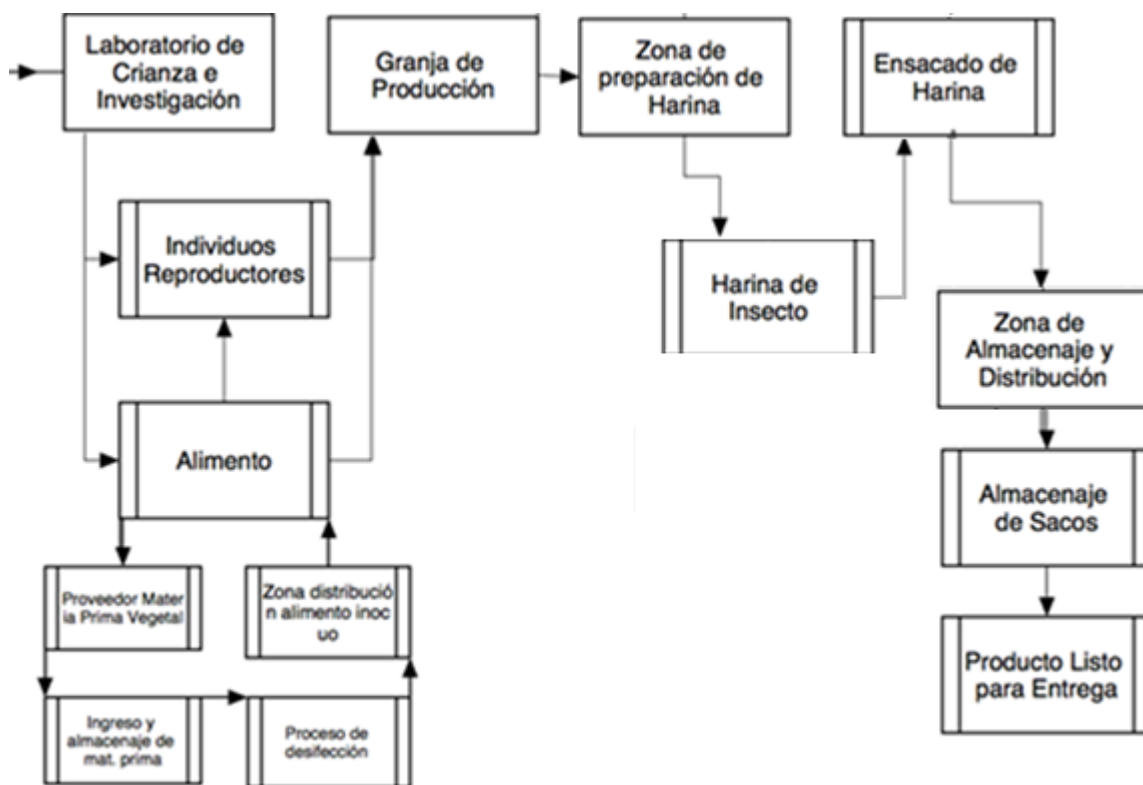 Laboratorio de
Crianza e
Investigación
Granja de
Producción
Zona de
preparación de
Harina
Ensacado de
Harina
Individuos
Reproductores
Harina de
Insecto
Zona de
Almacenaje y
Distribución
Alimento
Almacenaje
de Sacos
Proveedor Mater
ia Prima Vegetal
Zona distribució
n alimento inoc
uo
Producto Listo
para Entrega
Ingreso y
almacenaje de
mat. prima
Proceso de
desifección